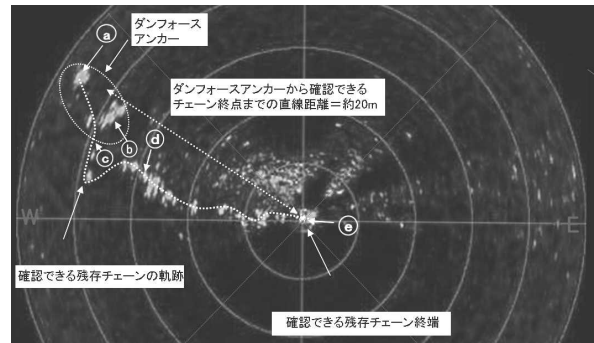 ⓐ
ダンフォース
アンカー
ダンフォースアンカーから確認できる
チェーン終点までの直線距離＝約20m
ⓑ
ⓓ
ⓒ
W
E
ⓔ
確認できる残存チェーンの軌跡
確認できる残存チェーン終端